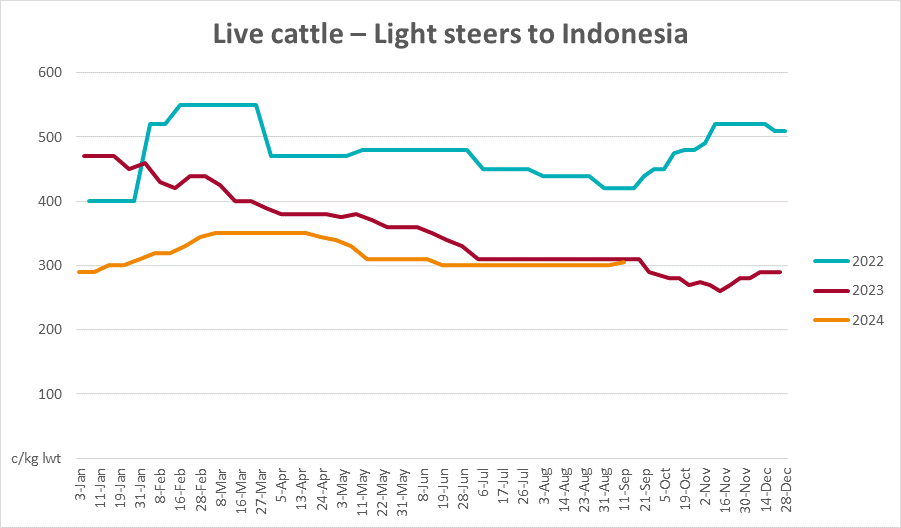 Live cattle – Light steers to Indonesia
600
500
400
300
200
100
c/kg lwt
3-Jan
11-Jan
19-Jan
31-Jan
8-Feb
16-Feb
28-Feb
8-Mar
16-Mar
27-Mar
5-Apr
13-Apr
24-Apr
3-May
11-May
22-May
31-May
8-Jun
19-Jun
28-Jun
6-Jul
17-Jul
26-Jul
3-Aug
14-Aug
23-Aug
31-Aug
11-Sep
21-Sep
5-Oct
19-Oct
2-Nov
16-Nov
30-Nov
14-Dec
28-Dec
2022
2023
2024